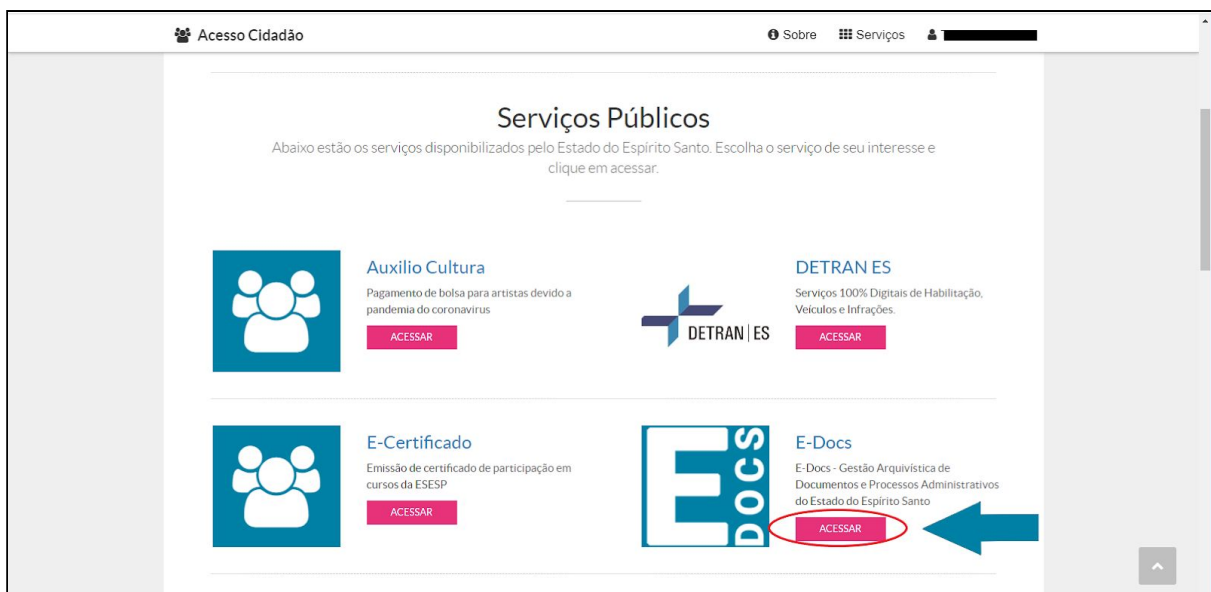 Acesso Cidadão
Sobre
Serviços
Serviços Públicos
Abaixo estão os serviços disponibilizados pelo Estado do Espírito Santo. Escolha o serviço de seu interesse e
clique em acessar.
Auxilio Cultura
Pagamento de bolsa para artistas devido a
pandemia do coronavirus
ACESSAR
DETRAN | ES
DETRAN ES
Serviços 100% Digitais de Habilitação,
Veículos e Infrações.
ACESSAR
E-Certificado
Emissão de certificado de participação em
cursos da ESESP
ACESSAR
E DOCS
E-Docs
E-Docs - Gestão Arquivística de
Documentos e Processos Administrativos
do Estado do Espírito Santo
ACESSAR